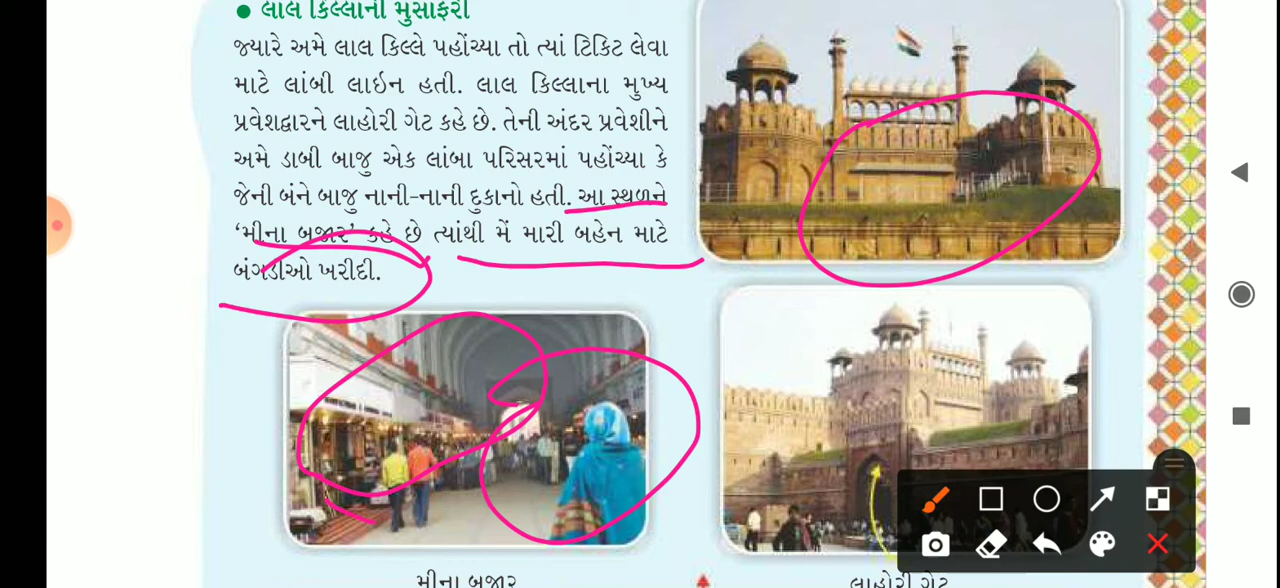 ● લાલ કિલ્લાની મુસાફરી
જ્યારે અમે લાલ કિલ્લે પહોંચ્યા તો ત્યાં ટિકિટ લેવા
માટે લાંબી લાઇન હતી. લાલ કિલ્લાના મુખ્ય
પ્રવેશદ્વારને લાહોરી ગેટ કહે છે. તેની અંદર પ્રવેશીને
અમે ડાબી બાજુ એક લાંબા પરિસરમાં પહોંચ્યા કે
જેની બંને બાજુ નાની-નાની દુકાનો હતી. આ સ્થળને
‘મીના બજાર’ કહે છે ત્યાંથી મેં મારી બહેન માટે
બંગડીઓ ખરીદી.
મીના બજાર
લાહોરી ગેટ